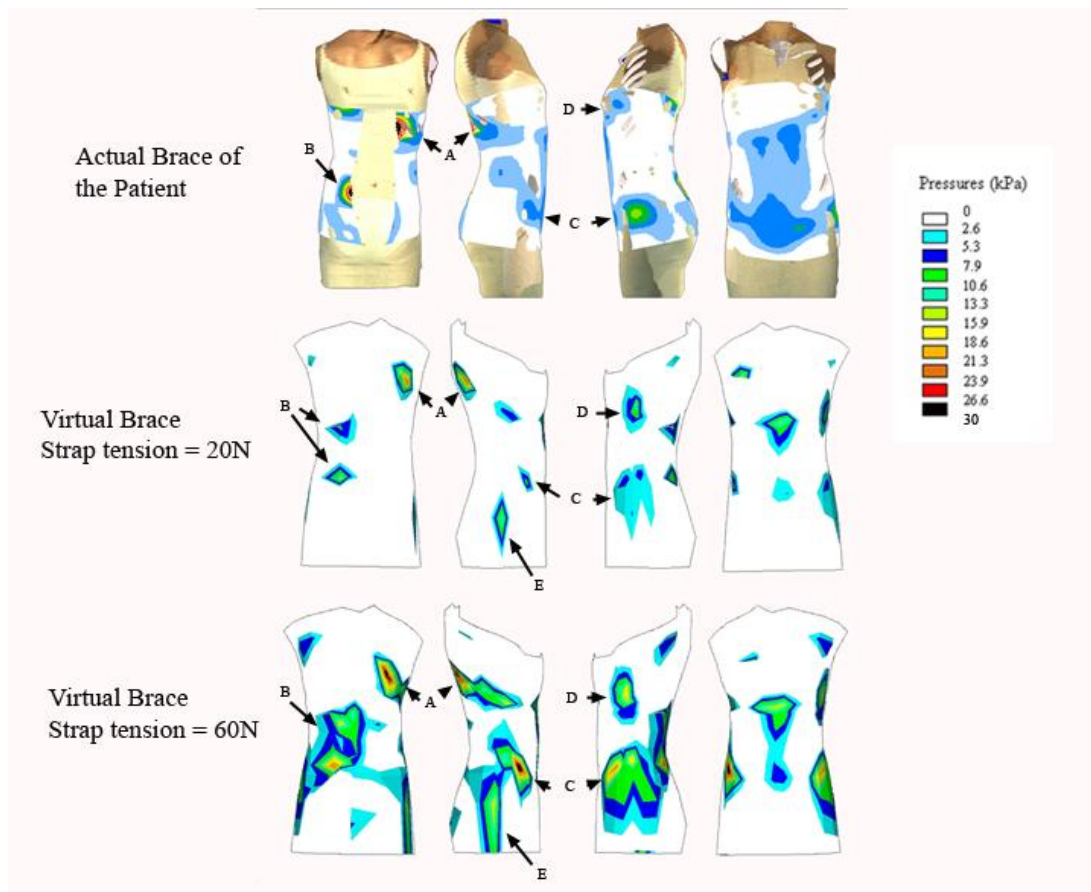 D
B
A
Actual Brace of
the Patient
C
Pressures (kPa)
0
2.6
5.3
7.9
10.6
13.3
15.9
18.6
21.3
23.9
26.6
30
B
A
D
Virtual Brace
Strap tension = 20N
C
E
B
A
D
Virtual Brace
Strap tension = 60N
C
E